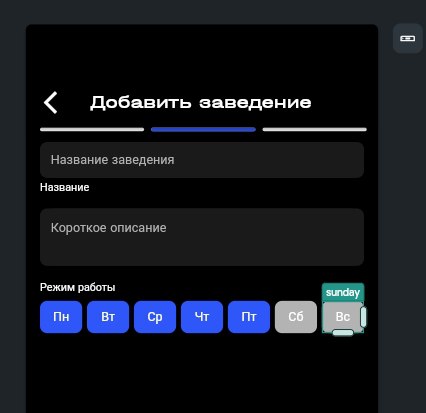 Добавить заведение
Название заведения
Название
Короткое описание
Режим работы
sunday
Пн Вт Ср Чт Пт Сб Вс